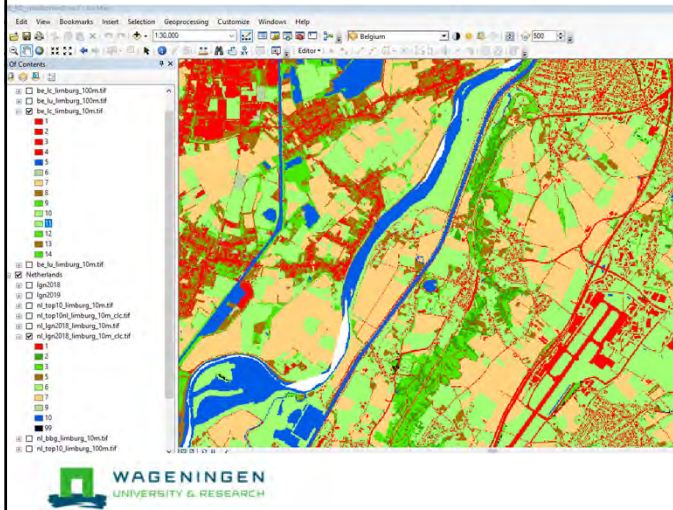 Edit View Bookmarks Insert Selection Geoprocessing Customize Windows Help
1:30,000
Belgium
500
Editor
Of Contents
be_lc_limburg_100m.tif
be_lu_limburg_100m.tif
be_lc_limburg_10m.tif
1
2
3
4
5
6
7
8
9
10
11
12
13
14
be_lu_limburg_10m.tif
Netherlands
lgn2018
lgn2019
nl_top10_limburg_10m.tif
nl_top10nl_limburg_10m_clc.tif
nl_lgn2018_limburg_10m.tif
nl_lgn2018_limburg_10m_clc.tif
1
2
3
5
6
7
9
10
99
nl_bbg_limburg_10m.tif
nl_top10_limburg_100m.tif
WAGENINGEN
UNIVERSITY & RESEARCH